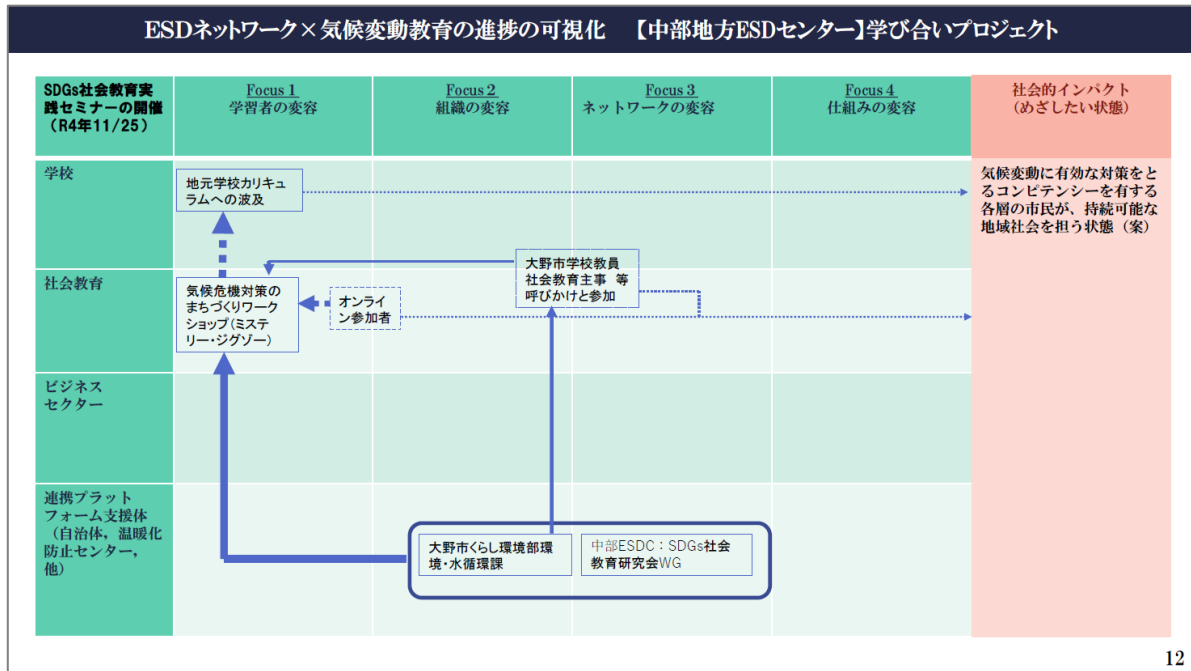 ESDネットワーク×気候変動教育の進捗の可視化 【中部地方ESDセンター】学び合いプロジェクト
SDGs社会教育実
践セミナーの開催
（R4年11/25）
Focus 1
学習者の変容
Focus 2
組織の変容
Focus 3
ネットワークの変容
Focus 4
仕組みの変容
社会的インパクト
（めざしたい状態）
学校
地元学校カリキュ
ラムへの波及
気候変動に有効な対策をと
るコンピテンシーを有する
各層の市民が、持続可能な
地域社会を担う状態（案）
社会教育
気候危機対策の
まちづくりワーク
ショップ(ミステ
リー・ジグゾー)
オンライ
ン参加者
大野市学校教員
社会教育主事 等
呼びかけと参加
ビジネス
セクター
連携プラット
フォーム支援体
（自治体，温暖化
防止センター，
他）
大野市くらし環境部環
境・水循環課
中部ESDC：SDGs社会
教育研究会WG
12